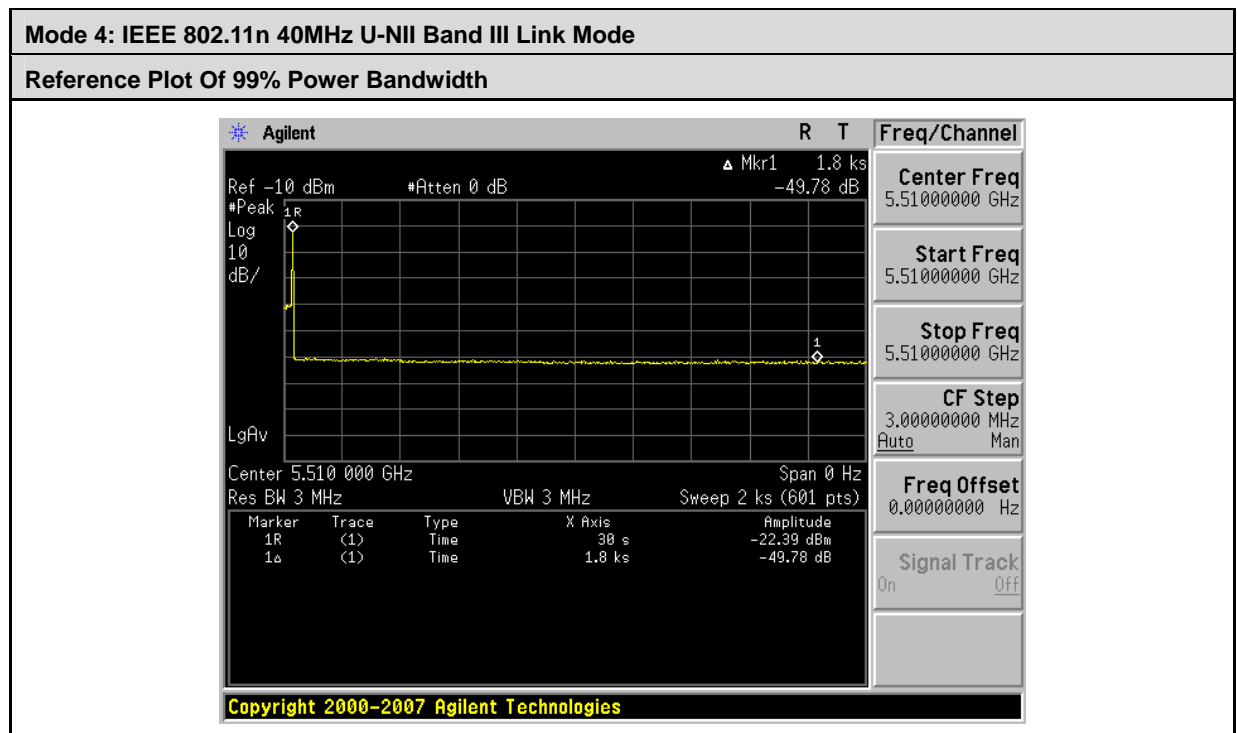 Mode 4: IEEE 802.11n 40MHz U-NII Band III Link Mode
Reference Plot Of 99% Power Bandwidth
Agilent R T Freq/Channel
Δ Mkr1 1.8 ks
Ref -10 dBm #Atten 0 dB -49.78 dB
#Peak
Log
10
dB/
1R
1
LgAv
Center 5.510 000 GHz Span 0 Hz
Res BW 3 MHz VBW 3 MHz Sweep 2 ks (601 pts)
Marker Trace Type X Axis Amplitude
1R (1) Time 30 s -22.39 dBm
1Δ (1) Time 1.8 ks -49.78 dB
Center Freq
5.51000000 GHz
Start Freq
5.51000000 GHz
Stop Freq
5.51000000 GHz
CF Step
3.00000000 MHz
Auto Man
Freq Offset
0.00000000 Hz
Signal Track
On Off
Copyright 2000-2007 Agilent Technologies